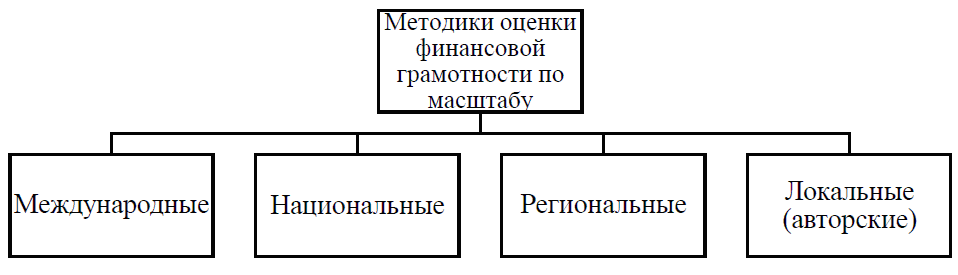 Методики оценки
финансовой
грамотности по
масштабу
Международные
Национальные
Региональные
Локальные
(авторские)